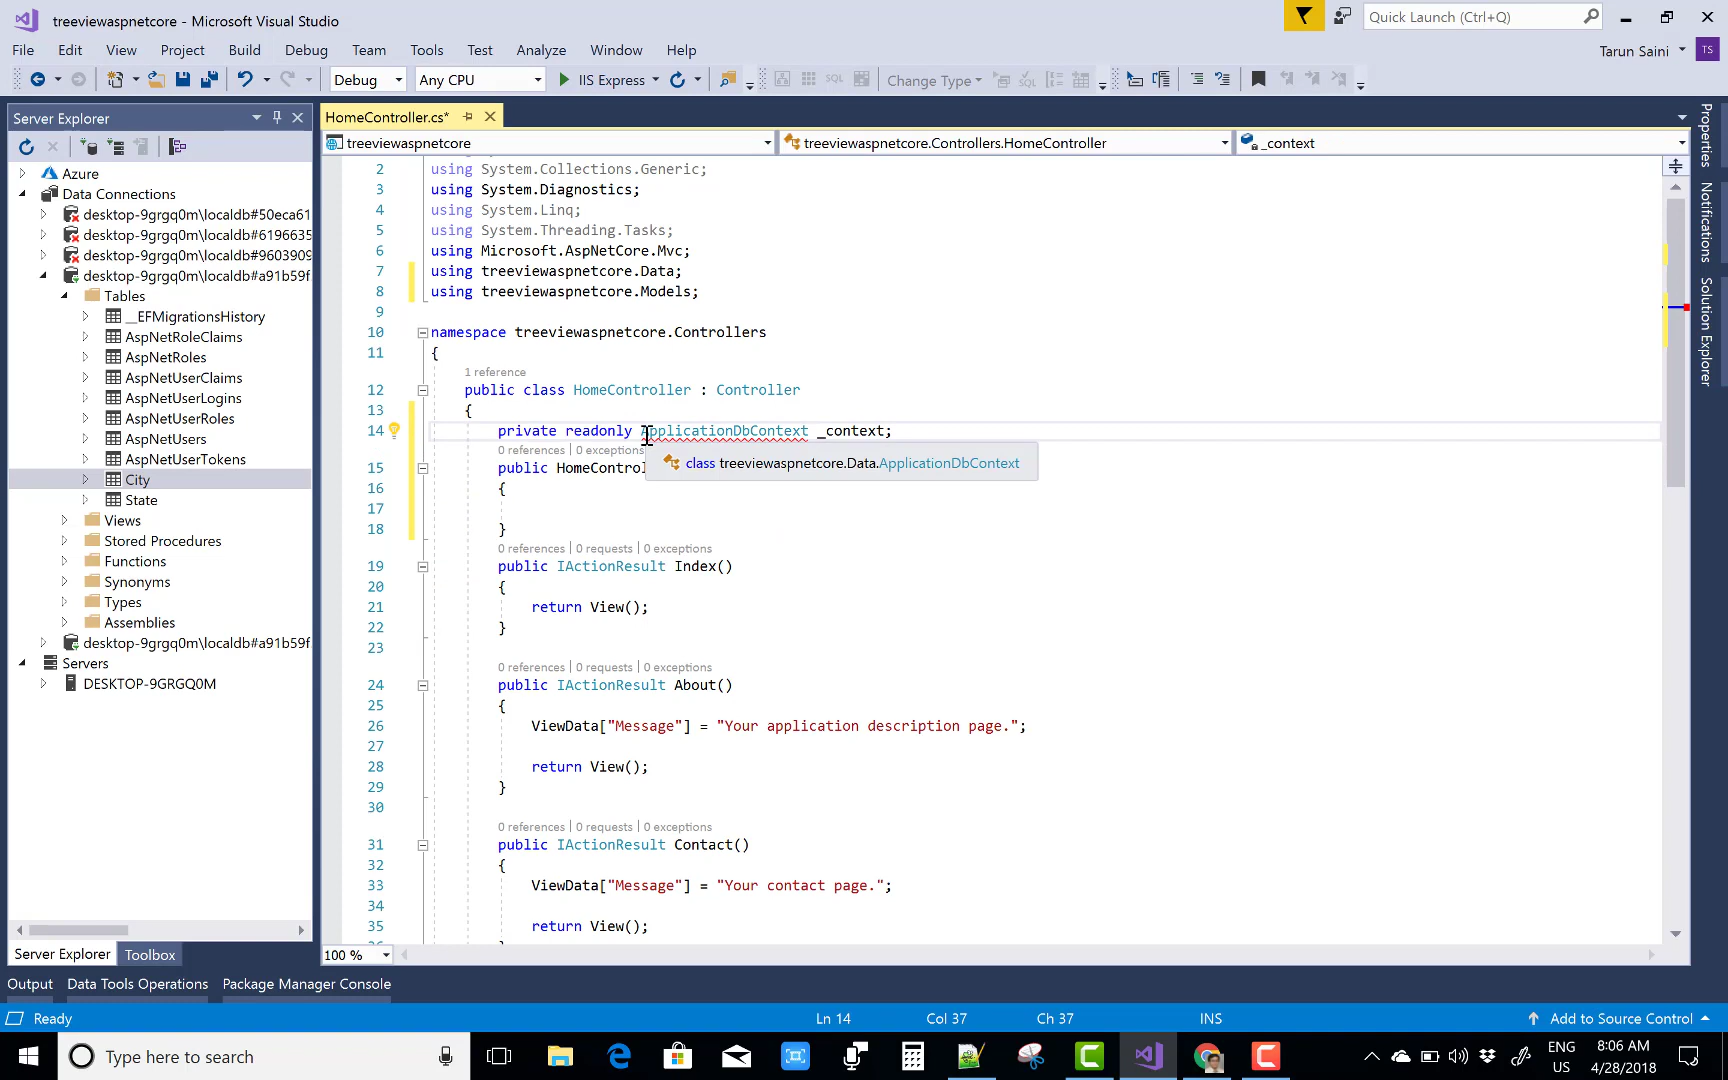 treeviewaspnetcore - Microsoft Visual Studio
Quick Launch (Ctrl+Q)
File Edit View Project Build Debug Team Tools Test Analyze Window Help
Tarun Saini TS
Debug Any CPU IIS Express SQL Change Type
Server Explorer
HomeController.cs*
treeviewaspnetcore treeviewaspnetcore.Controllers.HomeController _context
Azure
Data Connections
desktop-9grgq0m\localdb#50eca61
desktop-9grgq0m\localdb#6196635
desktop-9grgq0m\localdb#9603909
desktop-9grgq0m\localdb#a91b59f
Tables
__EFMigrationsHistory
AspNetRoleClaims
AspNetRoles
AspNetUserClaims
AspNetUserLogins
AspNetUserRoles
AspNetUsers
AspNetUserTokens
City
State
Views
Stored Procedures
Functions
Synonyms
Types
Assemblies
desktop-9grgq0m\localdb#a91b59f
Servers
DESKTOP-9GRGQ0M
Server Explorer Toolbox
2 using System.Collections.Generic;
3 using System.Diagnostics;
4 using System.Linq;
5 using System.Threading.Tasks;
6 using Microsoft.AspNetCore.Mvc;
7 using treeviewaspnetcore.Data;
8 using treeviewaspnetcore.Models;
9
10 namespace treeviewaspnetcore.Controllers
11 {
1 reference
12 public class HomeController : Controller
13 {
14 private readonly ApplicationDbContext _context;
0 references | 0 exceptions
class treeviewaspnetcore.Data.ApplicationDbContext
15 public HomeControl
16 {
17
18 }
0 references | 0 requests | 0 exceptions
19 public IActionResult Index()
20 {
21 return View();
22 }
23
0 references | 0 requests | 0 exceptions
24 public IActionResult About()
25 {
26 ViewData["Message"] = "Your application description page.";
27
28 return View();
29 }
30
0 references | 0 requests | 0 exceptions
31 public IActionResult Contact()
32 {
33 ViewData["Message"] = "Your contact page.";
34
35 return View();
100 %
Properties
Notifications
Solution Explorer
Output Data Tools Operations Package Manager Console
Ready Ln 14 Col 37 Ch 37 INS Add to Source Control
Type here to search
ENG
US
8:06 AM
4/28/2018